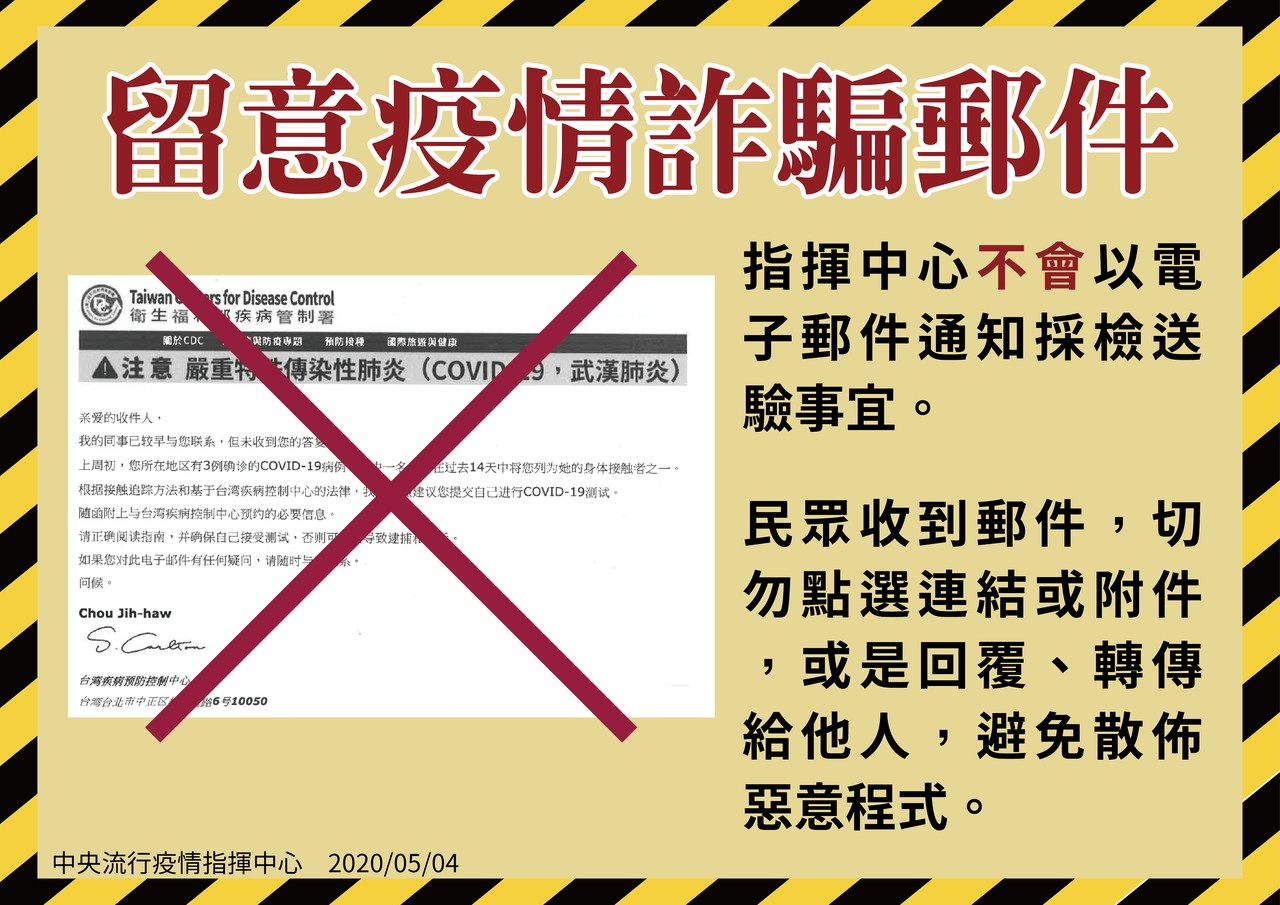 留意疫情詐騙郵件
Taiwan C rs for Disease Control
衛生福 部疾病管制署
關於CDC 與防疫專題 預防接種 國際旅遊與健康
注意 嚴重特 傳染性肺炎（COVID- 9，武漢肺炎）
亲爱的收件人，
我的同事已较早与您联系，但未收到您的答复
上周初，您所在地区有3例确诊的COVID-19病例 一名 在过去14天中将您列为她的身体接触者之一。
根据接触追踪方法和基于台湾疾病控制中心的法律，我 建议您提交自己进行COVID-19测试。
随函附上与台湾疾病控制中心预约的必要信息。
请正确阅读指南，并确保自己接受测试，否则可 导致逮捕和 。
如果您对此电子邮件有任何疑问，请随时与 系。
问候。
Chou Jih-haw
S. Carlton
台湾疾病预防控制中心
台湾台北市中正区 路6号10050
指揮中心不會以電
子郵件通知採檢送
驗事宜。
民眾收到郵件，切
勿點選連結或附件
，或是回覆、轉傳
給他人，避免散佈
惡意程式。
中央流行疫情指揮中心 2020/05/04